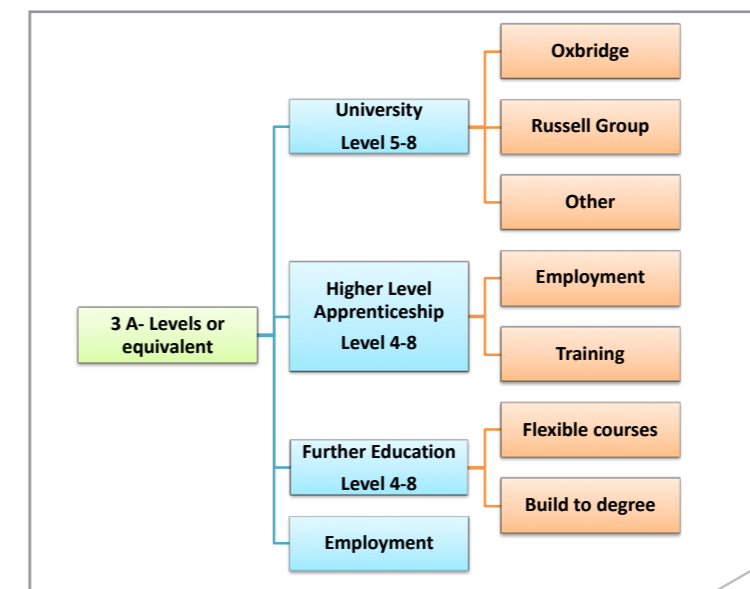 3 A- Levels or
equivalent
University
Level 5-8
Oxbridge
Russell Group
Other
Higher Level
Apprenticeship
Level 4-8
Employment
Training
Further Education
Level 4-8
Flexible courses
Build to degree
Employment